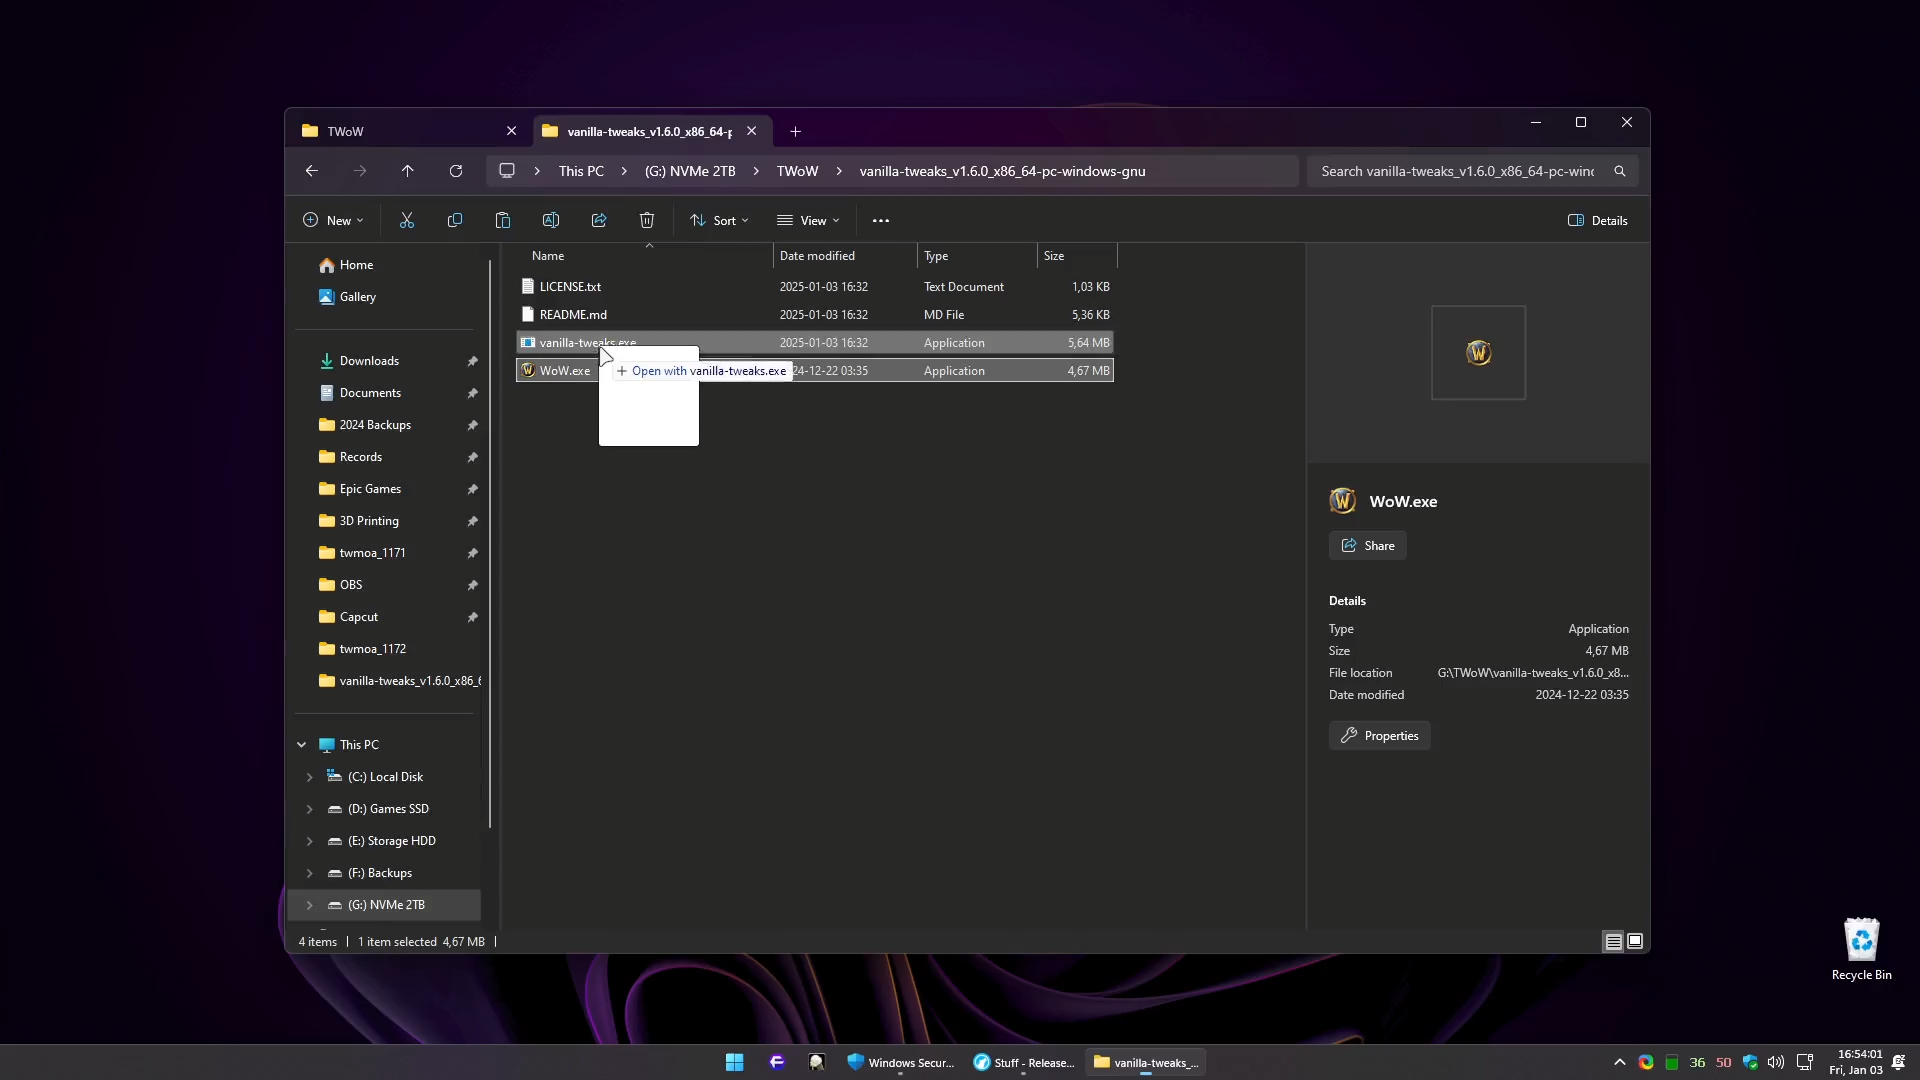 TWoW
vanilla-tweaks_v1.6.0_x86_64-p
This PC
(G:) NVMe 2TB
TWoW
vanilla-tweaks_v1.6.0_x86_64-pc-windows-gnu
Search vanilla-tweaks_v1.6.0_x86_64-pc-winc
New
Sort
View
Details
Home
Gallery
Downloads
Documents
2024 Backups
Records
Epic Games
3D Printing
twmoa_1171
OBS
Capcut
twmoa_1172
vanilla-tweaks_v1.6.0_x86_6
This PC
(C:) Local Disk
(D:) Games SSD
(E:) Storage HDD
(F:) Backups
(G:) NVMe 2TB
Name Date modified Type Size
LICENSE.txt 2025-01-03 16:32 Text Document 1,03 KB
README.md 2025-01-03 16:32 MD File 5,36 KB
vanilla-tweaks.exe 2025-01-03 16:32 Application 5,64 MB
WoW.exe 24-12-22 03:35 Application 4,67 MB
+ Open with vanilla-tweaks.exe
WoW.exe
Share
Details
Type Application
Size 4,67 MB
File location G:\TWoW\vanilla-tweaks_v1.6.0_x8...
Date modified 2024-12-22 03:35
Properties
4 items
1 item selected 4,67 MB
Recycle Bin
Windows Secur...
Stuff - Release...
vanilla-tweaks_...
36
50
16:54:01
Fri, Jan 03